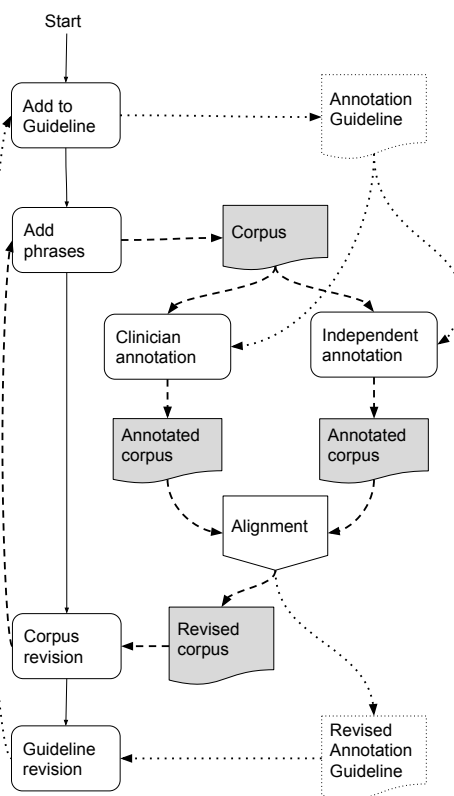 Start
Add to
Guideline
Annotation
Guideline
Add
phrases
Corpus
Clinician
annotation
Independent
annotation
Annotated
corpus
Annotated
corpus
Alignment
Corpus
revision
Revised
corpus
Guideline
revision
Revised
Annotation
Guideline